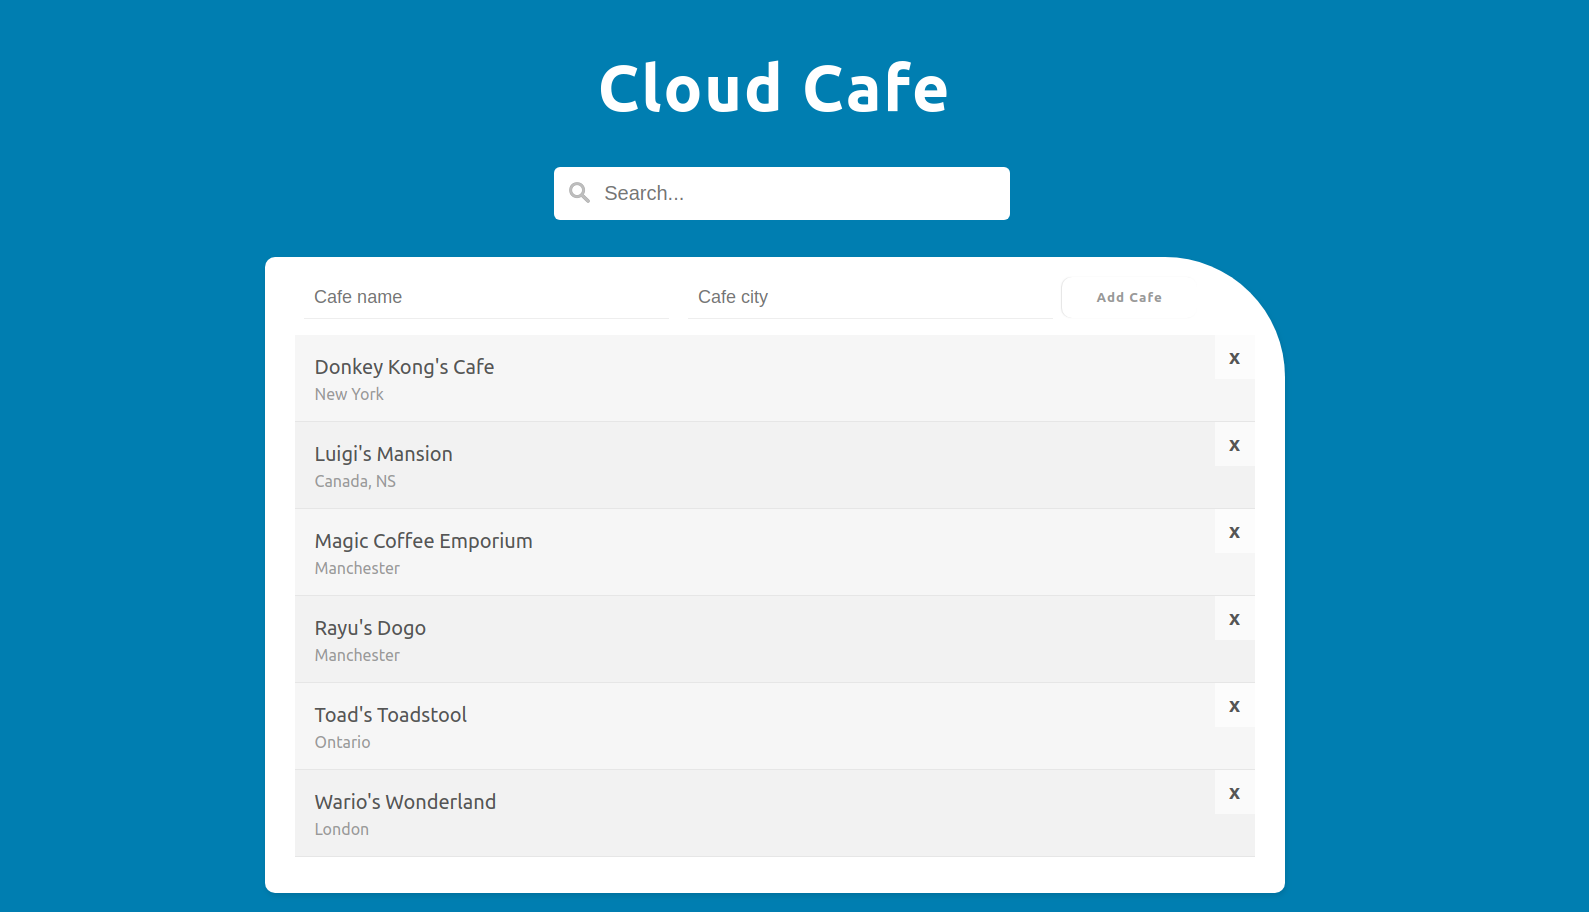 Cloud Cafe
Search...
Cafe name
Cafe city
Add Cafe
Donkey Kong's Cafe
x
New York
Luigi's Mansion
x
Canada, NS
Magic Coffee Emporium
x
Manchester
Rayu's Dogo
x
Manchester
Toad's Toadstool
x
Ontario
Wario's Wonderland
x
London